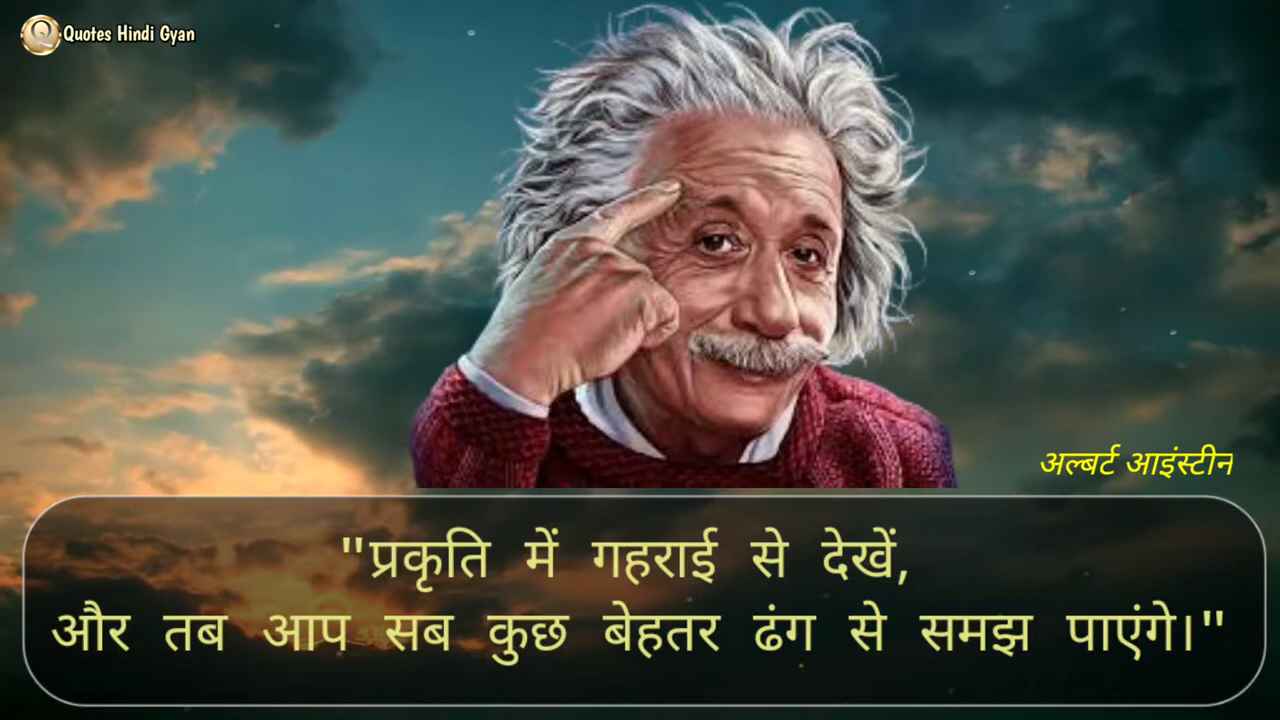 Quotes Hindi Gyan
अल्बर्ट आइंस्टीन
"प्रकृति में गहराई से देखें,
और तब आप सब कुछ बेहतर ढंग से समझ पाएंगे।"